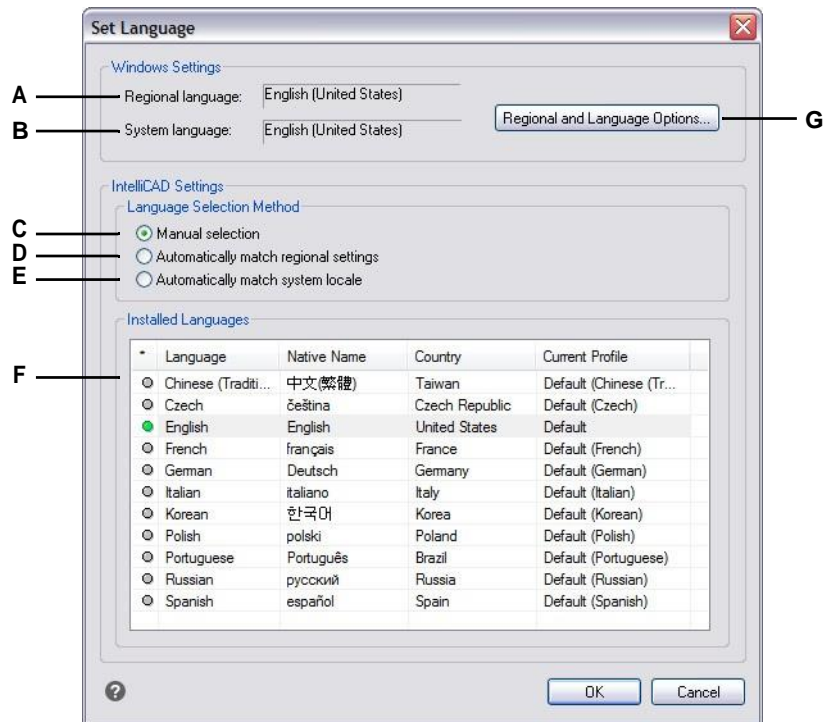 Set Language
Windows Settings
A Regional language: English (United States)
B System language: English (United States)
Regional and Language Options... G
IntelliCAD Settings
Language Selection Method
C Manual selection
D Automatically match regional settings
E Automatically match system locale
Installed Languages
F
* Language Native Name Country Current Profile
Chinese (Traditi... 中文(繁體) Taiwan Default (Chinese (Tr...
Czech čeština Czech Republic Default (Czech)
English English United States Default
French français France Default (French)
German Deutsch Germany Default (German)
Italian italiano Italy Default (Italian)
Korean 한국어 Korea Default (Korean)
Polish polski Poland Default (Polish)
Portuguese Português Brazil Default (Portuguese)
Russian русский Russia Default (Russian)
Spanish español Spain Default (Spanish)
? OK Cancel